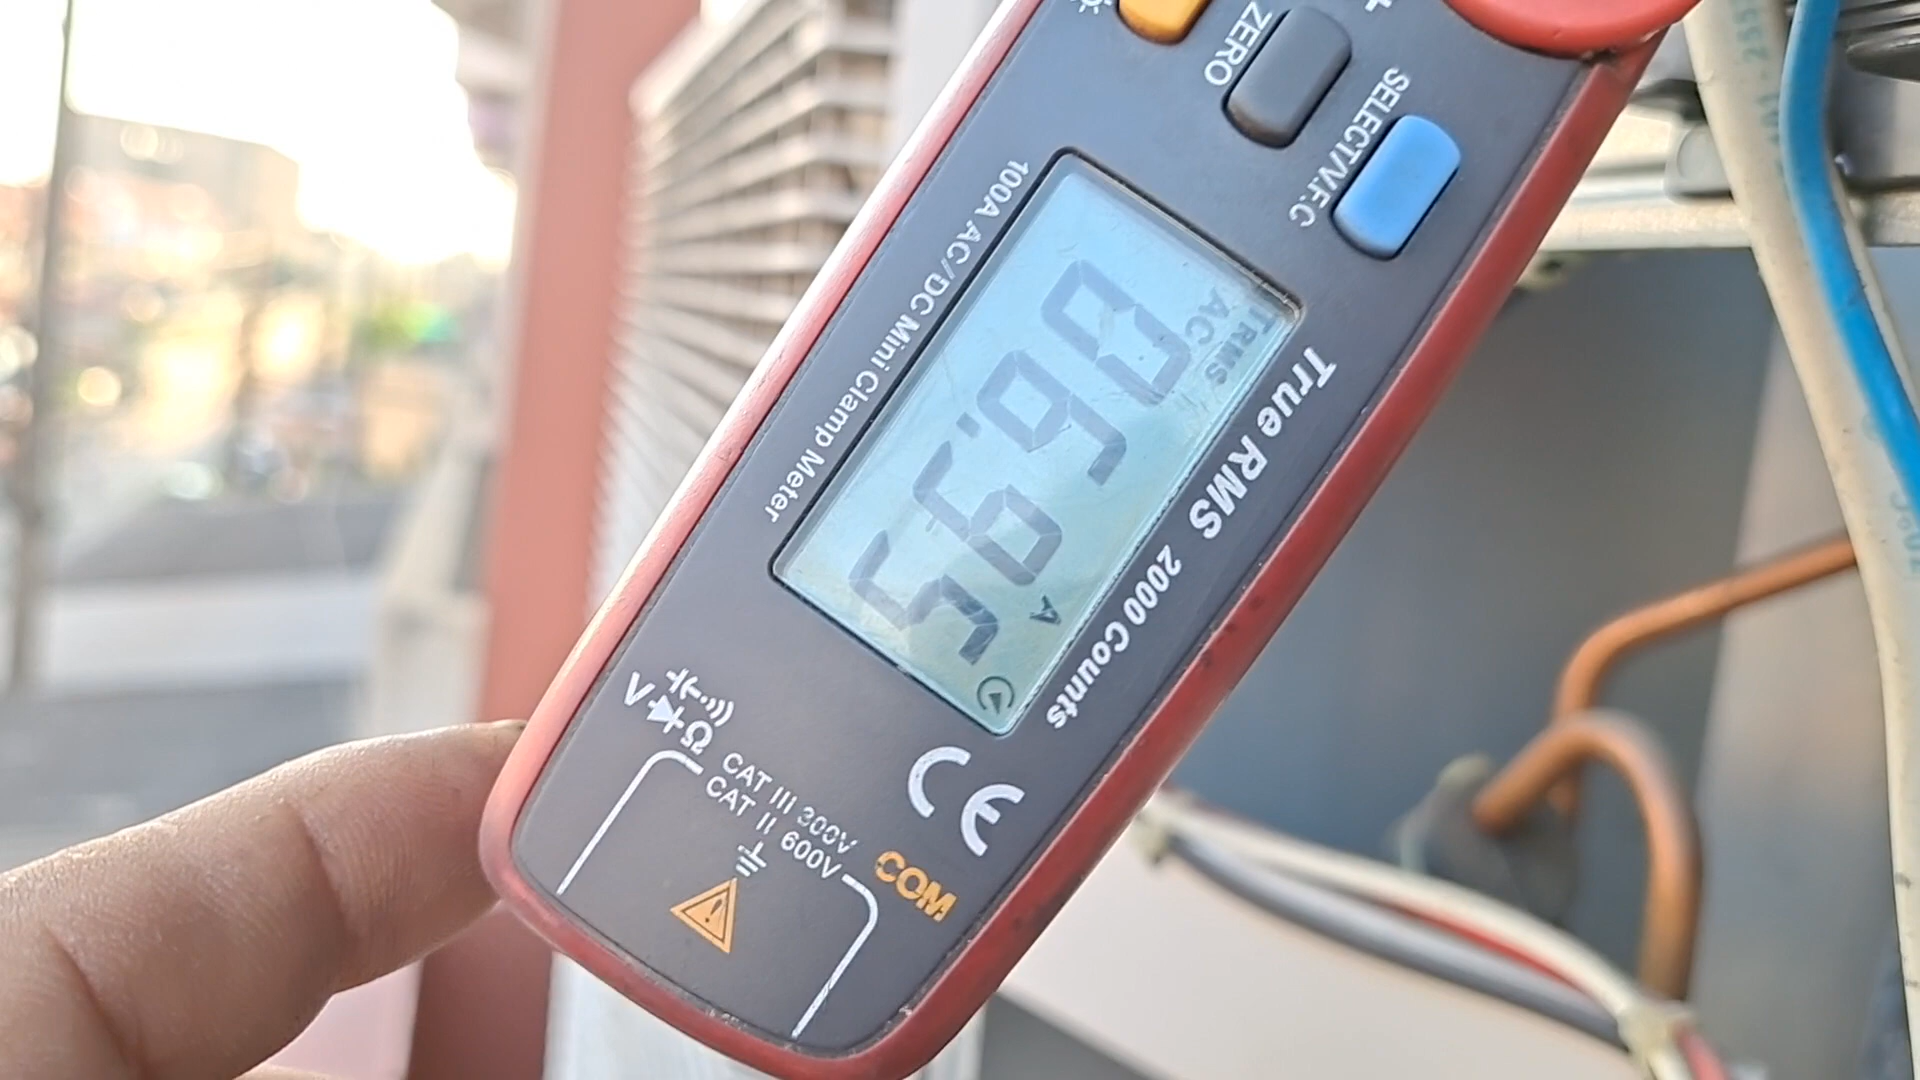 ZERO
SELECT/V.F.C
100A AC/DC Mini Clamp Meter
True RMS 2000 Counts
TRMS
AC
06.95
A
V
Ω
CAT III 300V
CAT II 600V
COM
CE